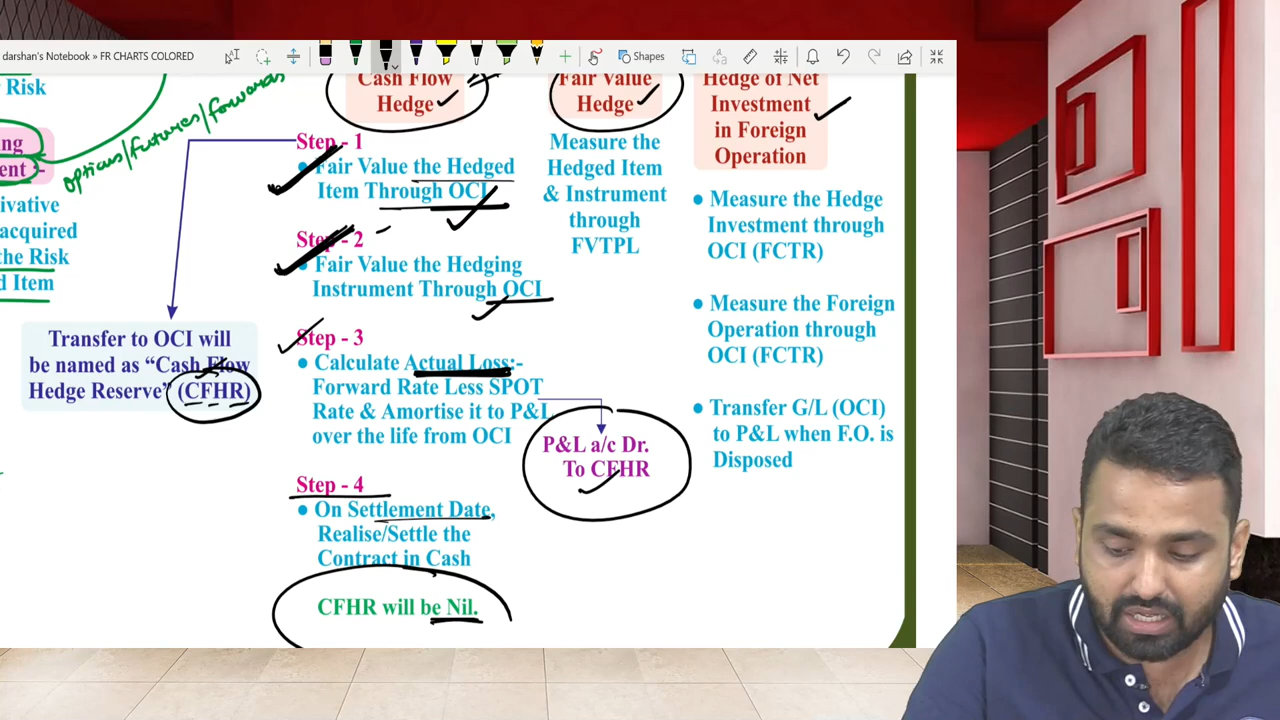 darshan's Notebook » FR CHARTS COLORED
Shapes
r Risk
options/futures/forwards
ing
ent :-
ivative
acquired
the Risk
d Item
Transfer to OCI will
be named as “Cash Flow
Hedge Reserve” (CFHR)
Cash Flow
Hedge
Step - 1
• Fair Value the Hedged
Item Through OCI
Step - 2
• Fair Value the Hedging
Instrument Through OCI
Step - 3
• Calculate Actual Loss:-
Forward Rate Less SPOT
Rate & Amortise it to P&L
over the life from OCI
P&L a/c Dr.
To CFHR
Step - 4
• On Settlement Date,
Realise/Settle the
Contract in Cash
CFHR will be Nil.
Fair Value
Hedge
Measure the
Hedged Item
& Instrument
through
FVTPL
Hedge of Net
Investment
in Foreign
Operation
• Measure the Hedge
Investment through
OCI (FCTR)
• Measure the Foreign
Operation through
OCI (FCTR)
• Transfer G/L (OCI)
to P&L when F.O. is
Disposed